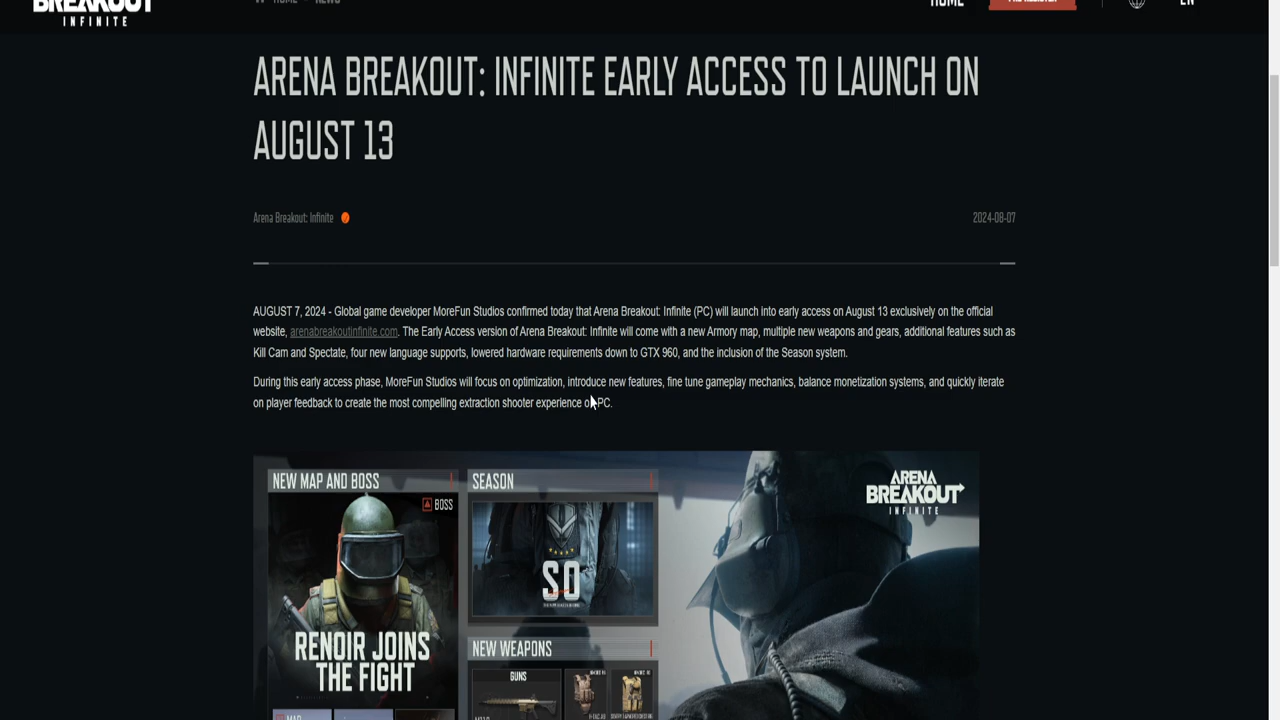 BREAKOUT
INFINITE
HOME
NEWS
HOME
PRE-REGISTER
EN
ARENA BREAKOUT: INFINITE EARLY ACCESS TO LAUNCH ON
AUGUST 13
Arena Breakout: Infinite
2024-08-07
AUGUST 7, 2024 - Global game developer MoreFun Studios confirmed today that Arena Breakout: Infinite (PC) will launch into early access on August 13 exclusively on the official
website, arenabreakoutinfinite.com. The Early Access version of Arena Breakout: Infinite will come with a new Armory map, multiple new weapons and gears, additional features such as
Kill Cam and Spectate, four new language supports, lowered hardware requirements down to GTX 960, and the inclusion of the Season system.
During this early access phase, MoreFun Studios will focus on optimization, introduce new features, fine tune gameplay mechanics, balance monetization systems, and quickly iterate
on player feedback to create the most compelling extraction shooter experience on PC.
NEW MAP AND BOSS
BOSS
RENOIR JOINS
THE FIGHT
MAP
SEASON
S0
NEW WEAPONS
GUNS
ARENA
BREAKOUT
INFINITE